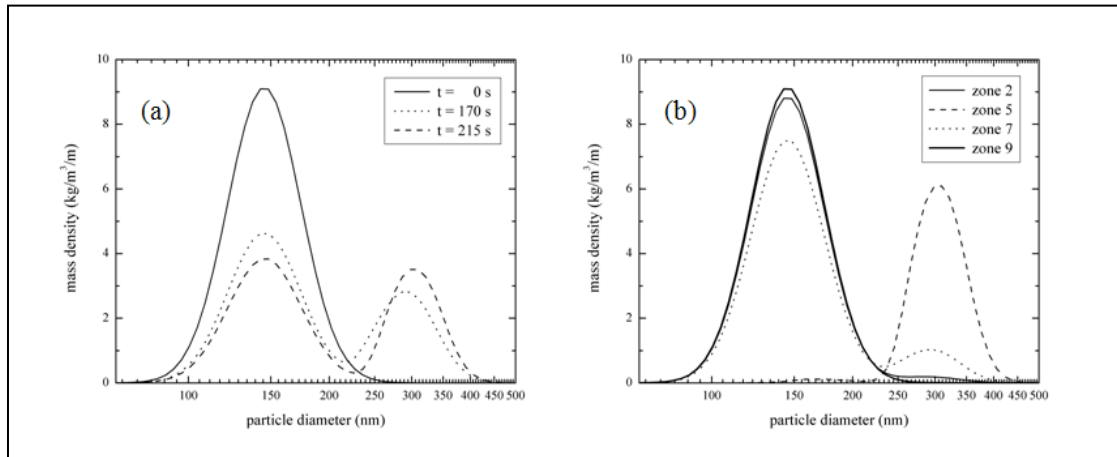 (a)
t = 0 s
t = 170 s
t = 215 s
mass density (kg/m³/m)
10
8
6
4
2
0
100 150 200 250 300 350 400 450 500
particle diameter (nm)
(b)
zone 2
zone 5
zone 7
zone 9
mass density (kg/m³/m)
10
8
6
4
2
0
100 150 200 250 300 350 400 450 500
particle diameter (nm)